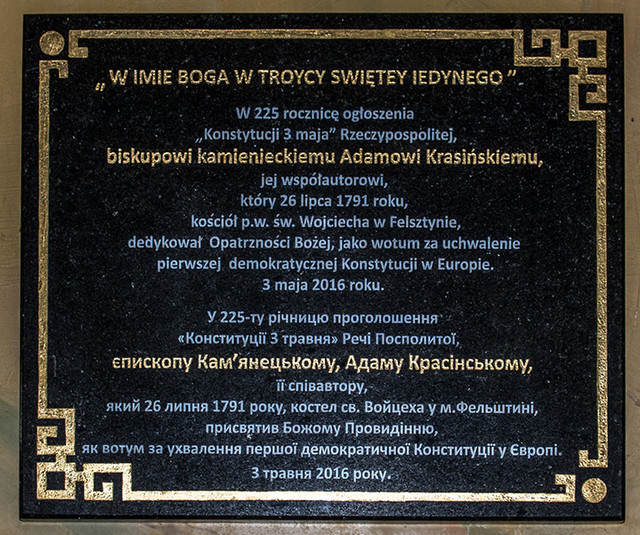 „W IMIE BOGA W TROYCY SWIĘTEY IEDYNEGO”
W 225 rocznicę ogłoszenia
„Konstytucji 3 maja” Rzeczypospolitej,
biskupowi kamienieckiemu Adamowi Krasińskiemu,
jej współautorowi,
który 26 lipca 1791 roku,
kościół p.w. św. Wojciecha w Felsztynie,
dedykował Opatrzności Bożej, jako wotum za uchwalenie
pierwszej demokratycznej Konstytucji w Europie.
3 maja 2016 roku.
У 225-ту річницю проголошення
«Конституції 3 травня» Речі Посполитої,
єпископу Кам’янецькому, Адаму Красінському,
її співавтору,
який 26 липня 1791 року, костел св. Войцеха у м.Фельштині,
присвятив Божому Провидінню,
як вотум за ухвалення першої демократичної Конституції у Європі.
3 травня 2016 року.